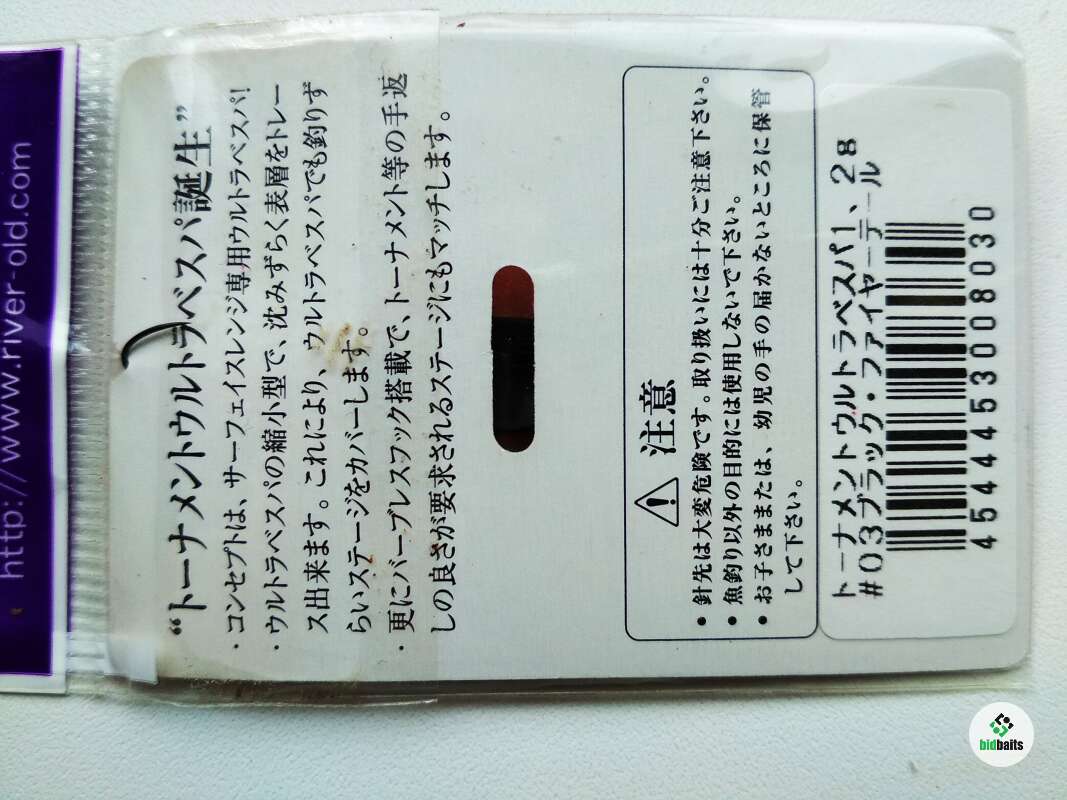 http://www.river-old.com
“トーナメントウルトラベスパ誕生”
・コンセプトは、サーフェイスレンジ専用ウルトラベスパ！
・ウルトラベスパの縮小型で、沈みずらく表層をトレー
ス出来ます。これにより、ウルトラベスパでも釣りず
らいステージをカバーします。
・更にバーブレスフック搭載で、トーナメント等の手返
しの良さが要求されるステージにもマッチします。
注意
● 針先は大変危険です。取り扱いには十分ご注意下さい。
● 魚釣り以外の目的には使用しないで下さい。
● お子さままたは、幼児の手の届かないところに保管
して下さい。
トーナメントウルトラベスパ1、2g
#03ブラック・ファイヤーテール
4544453008030
bidbaits